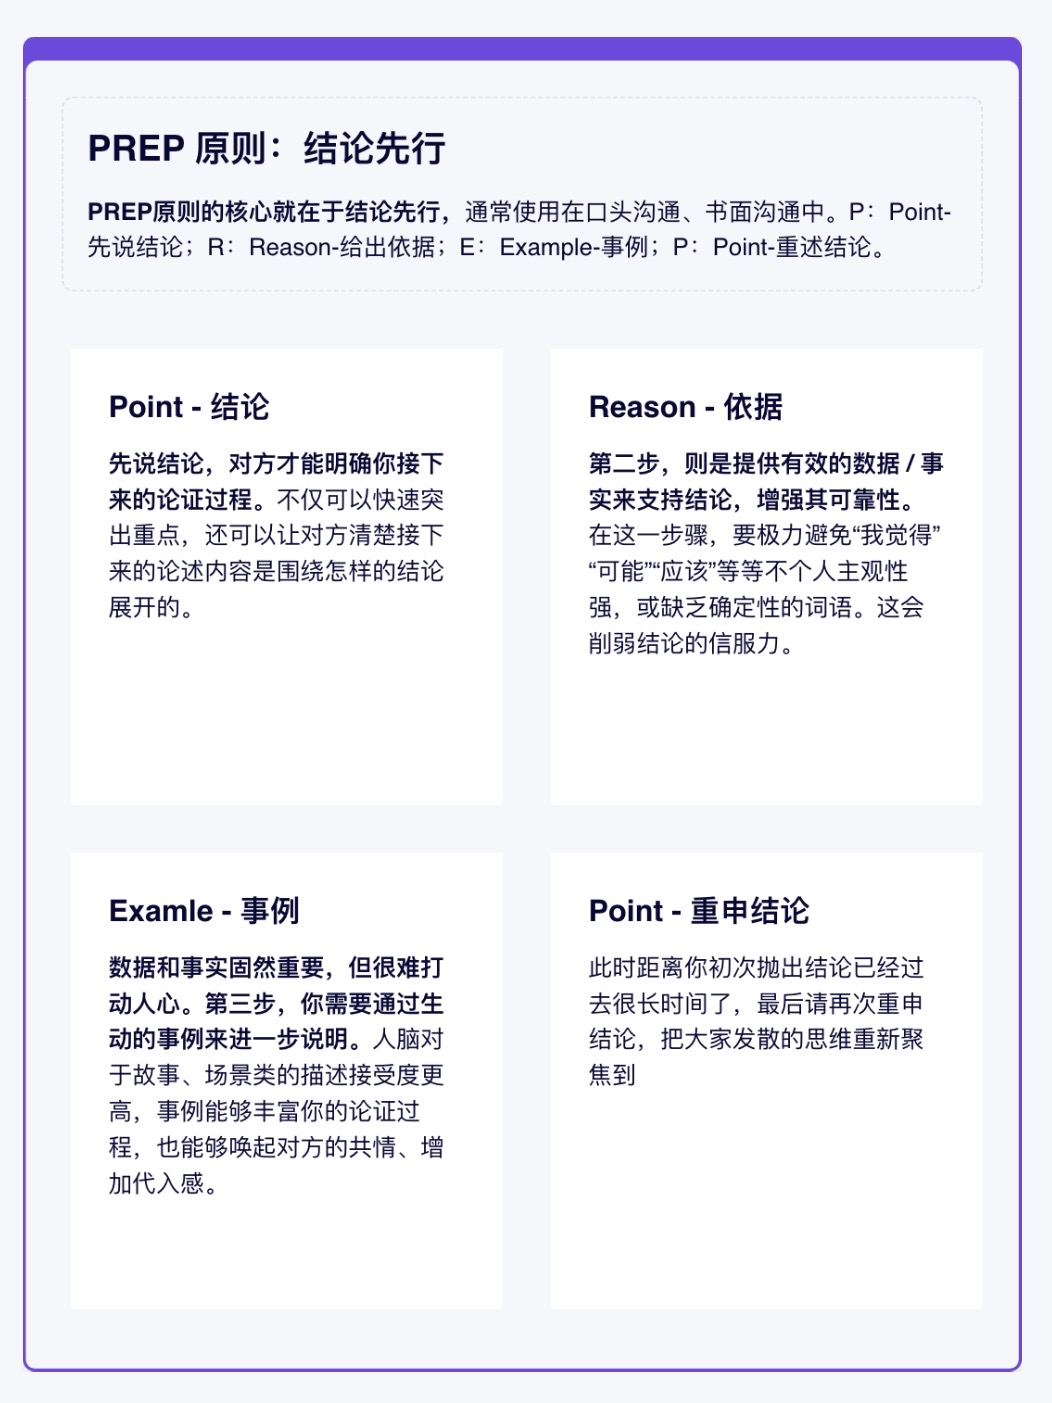 PREP 原则：结论先行
PREP原则的核心就在于结论先行，通常使用在口头沟通、书面沟通中。P：Point-
先说结论；R：Reason-给出依据；E：Example-事例；P：Point-重述结论。
Point - 结论
先说结论，对方才能明确你接下
来的论证过程。不仅可以快速突
出重点，还可以让对方清楚接下
来的论述内容是围绕怎样的结论
展开的。
Reason - 依据
第二步，则是提供有效的数据 / 事
实来支持结论，增强其可靠性。
在这一步骤，要极力避免“我觉得”
“可能”“应该”等等不个人主观性
强，或缺乏确定性的词语。这会
削弱结论的信服力。
Examle - 事例
数据和事实固然重要，但很难打
动人心。第三步，你需要通过生
动的事例来进一步说明。人脑对
于故事、场景类的描述接受度更
高，事例能够丰富你的论证过
程，也能够唤起对方的共情、增
加代入感。
Point - 重申结论
此时距离你初次抛出结论已经过
去很长时间了，最后请再次重申
结论，把大家发散的思维重新聚
焦到